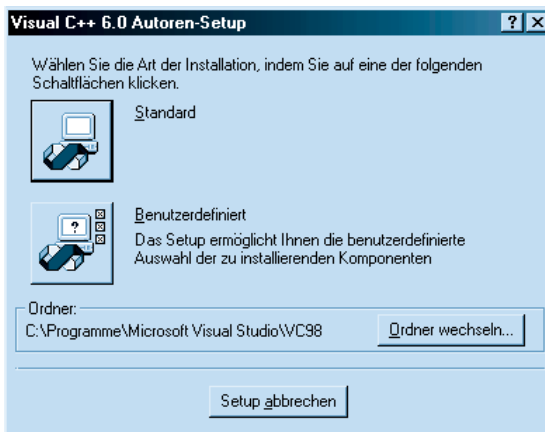 Visual C++ 6.0 Autoren-Setup
Wählen Sie die Art der Installation, indem Sie auf eine der folgenden
Schaltflächen klicken.
Standard
Benutzerdefiniert
Das Setup ermöglicht Ihnen die benutzerdefinierte
Auswahl der zu installierenden Komponenten
Ordner:
C:\Programme\Microsoft Visual Studio\VC98
Ordner wechseln...
Setup abbrechen